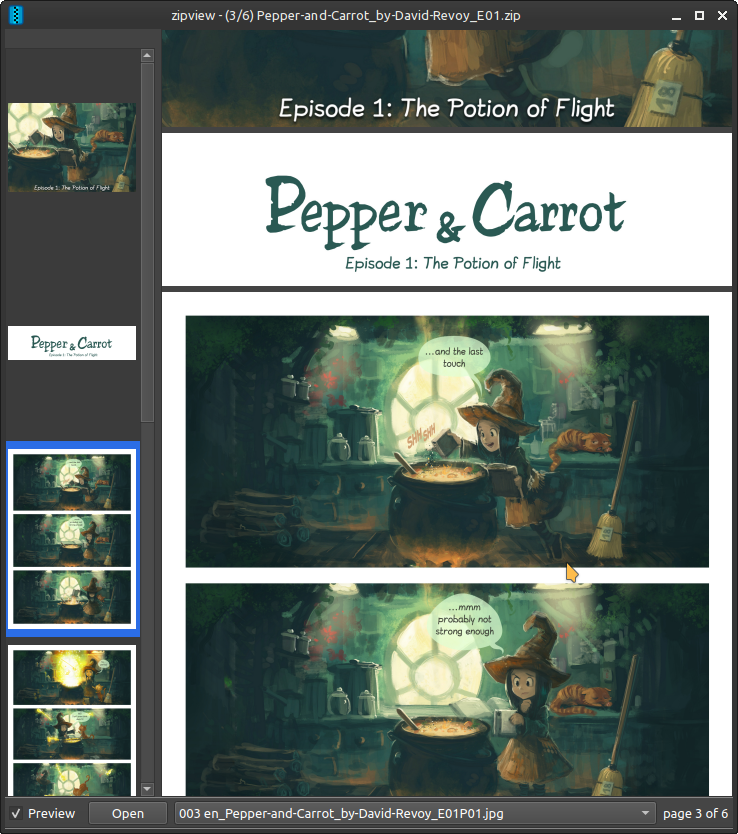 zipview - (3/6) Pepper-and-Carrot_by-David-Revoy_E01.zip
Episode 1: The Potion of Flight
Pepper & Carrot
Episode 1: The Potion of Flight
18
Episode 1: The Potion of Flight
Pepper & Carrot
Episode 1: The Potion of Flight
...and the last
touch
SHH SHH
...mmm
probably not
strong enough
Preview
Open
003 en_Pepper-and-Carrot_by-David-Revoy_E01P01.jpg
page 3 of 6